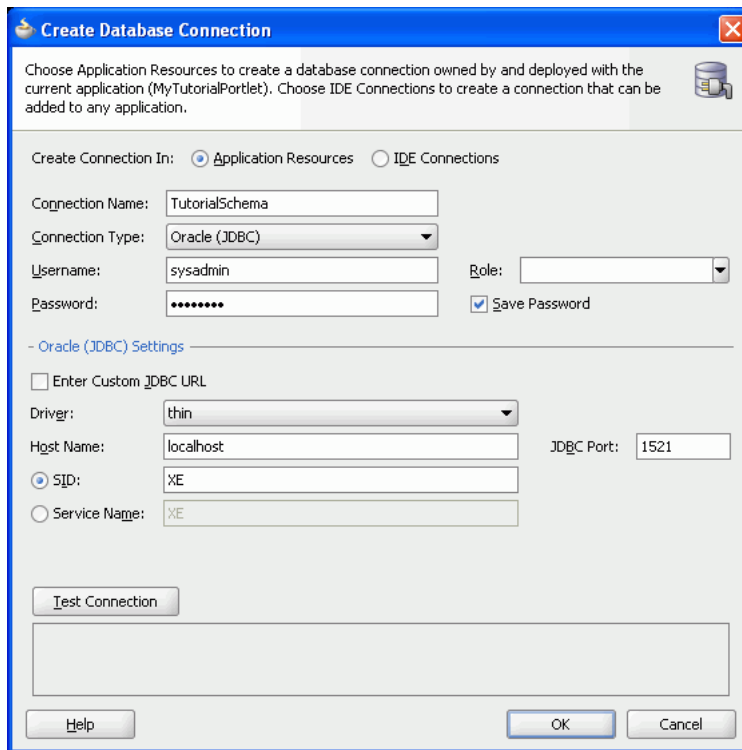 Create Database Connection
Choose Application Resources to create a database connection owned by and deployed with the
current application (MyTutorialPortlet). Choose IDE Connections to create a connection that can be
added to any application.
Create Connection In: Application Resources IDE Connections
Connection Name: TutorialSchema
Connection Type: Oracle (JDBC)
Username: sysadmin Role:
Password: •••••••• Save Password
- Oracle (JDBC) Settings
Enter Custom JDBC URL
Driver: thin
Host Name: localhost JDBC Port: 1521
SID: XE
Service Name: XE
Test Connection
Help OK Cancel